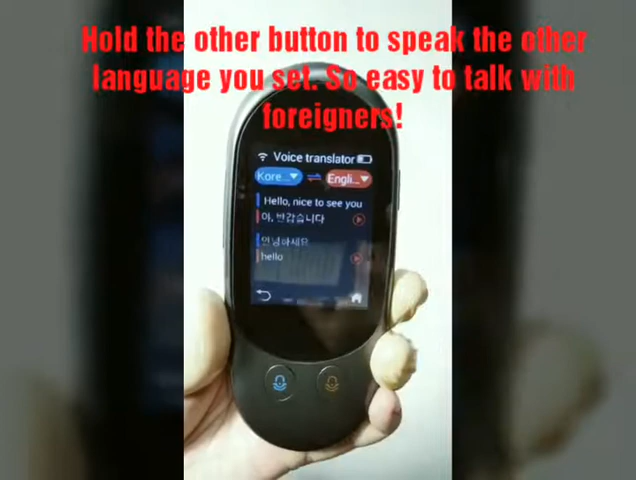 Hold the other button to speak the other
language you set. So easy to talk with
foreigners!
Voice translator
Kore...
Engli...
Hello, nice to see you
아, 반갑습니다
안녕하세요
hello